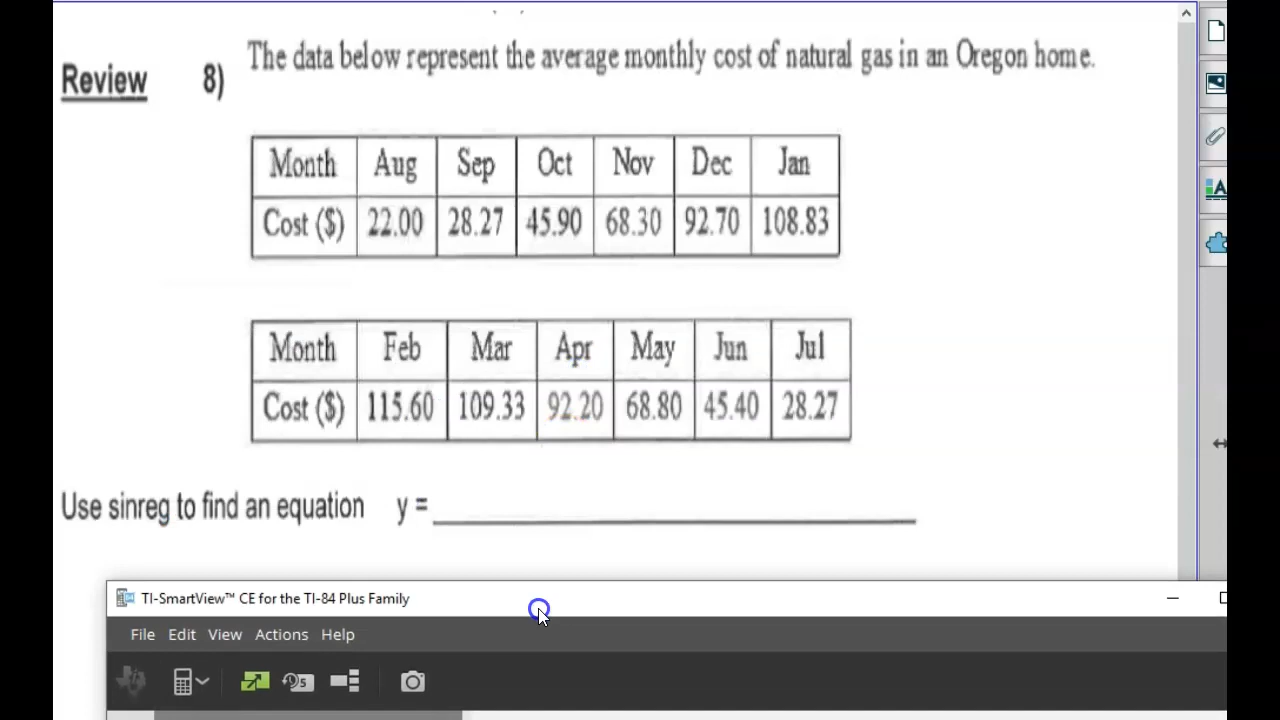 The data below represent the average monthly cost of natural gas in an Oregon home.
Review 8)
Month Aug Sep Oct Nov Dec Jan
Cost ($) 22.00 28.27 45.90 68.30 92.70 108.83
Month Feb Mar Apr May Jun Jul
Cost ($) 115.60 109.33 92.20 68.80 45.40 28.27
Use sinreg to find an equation y = ____________________
TI-SmartView™ CE for the TI-84 Plus Family
File Edit View Actions Help